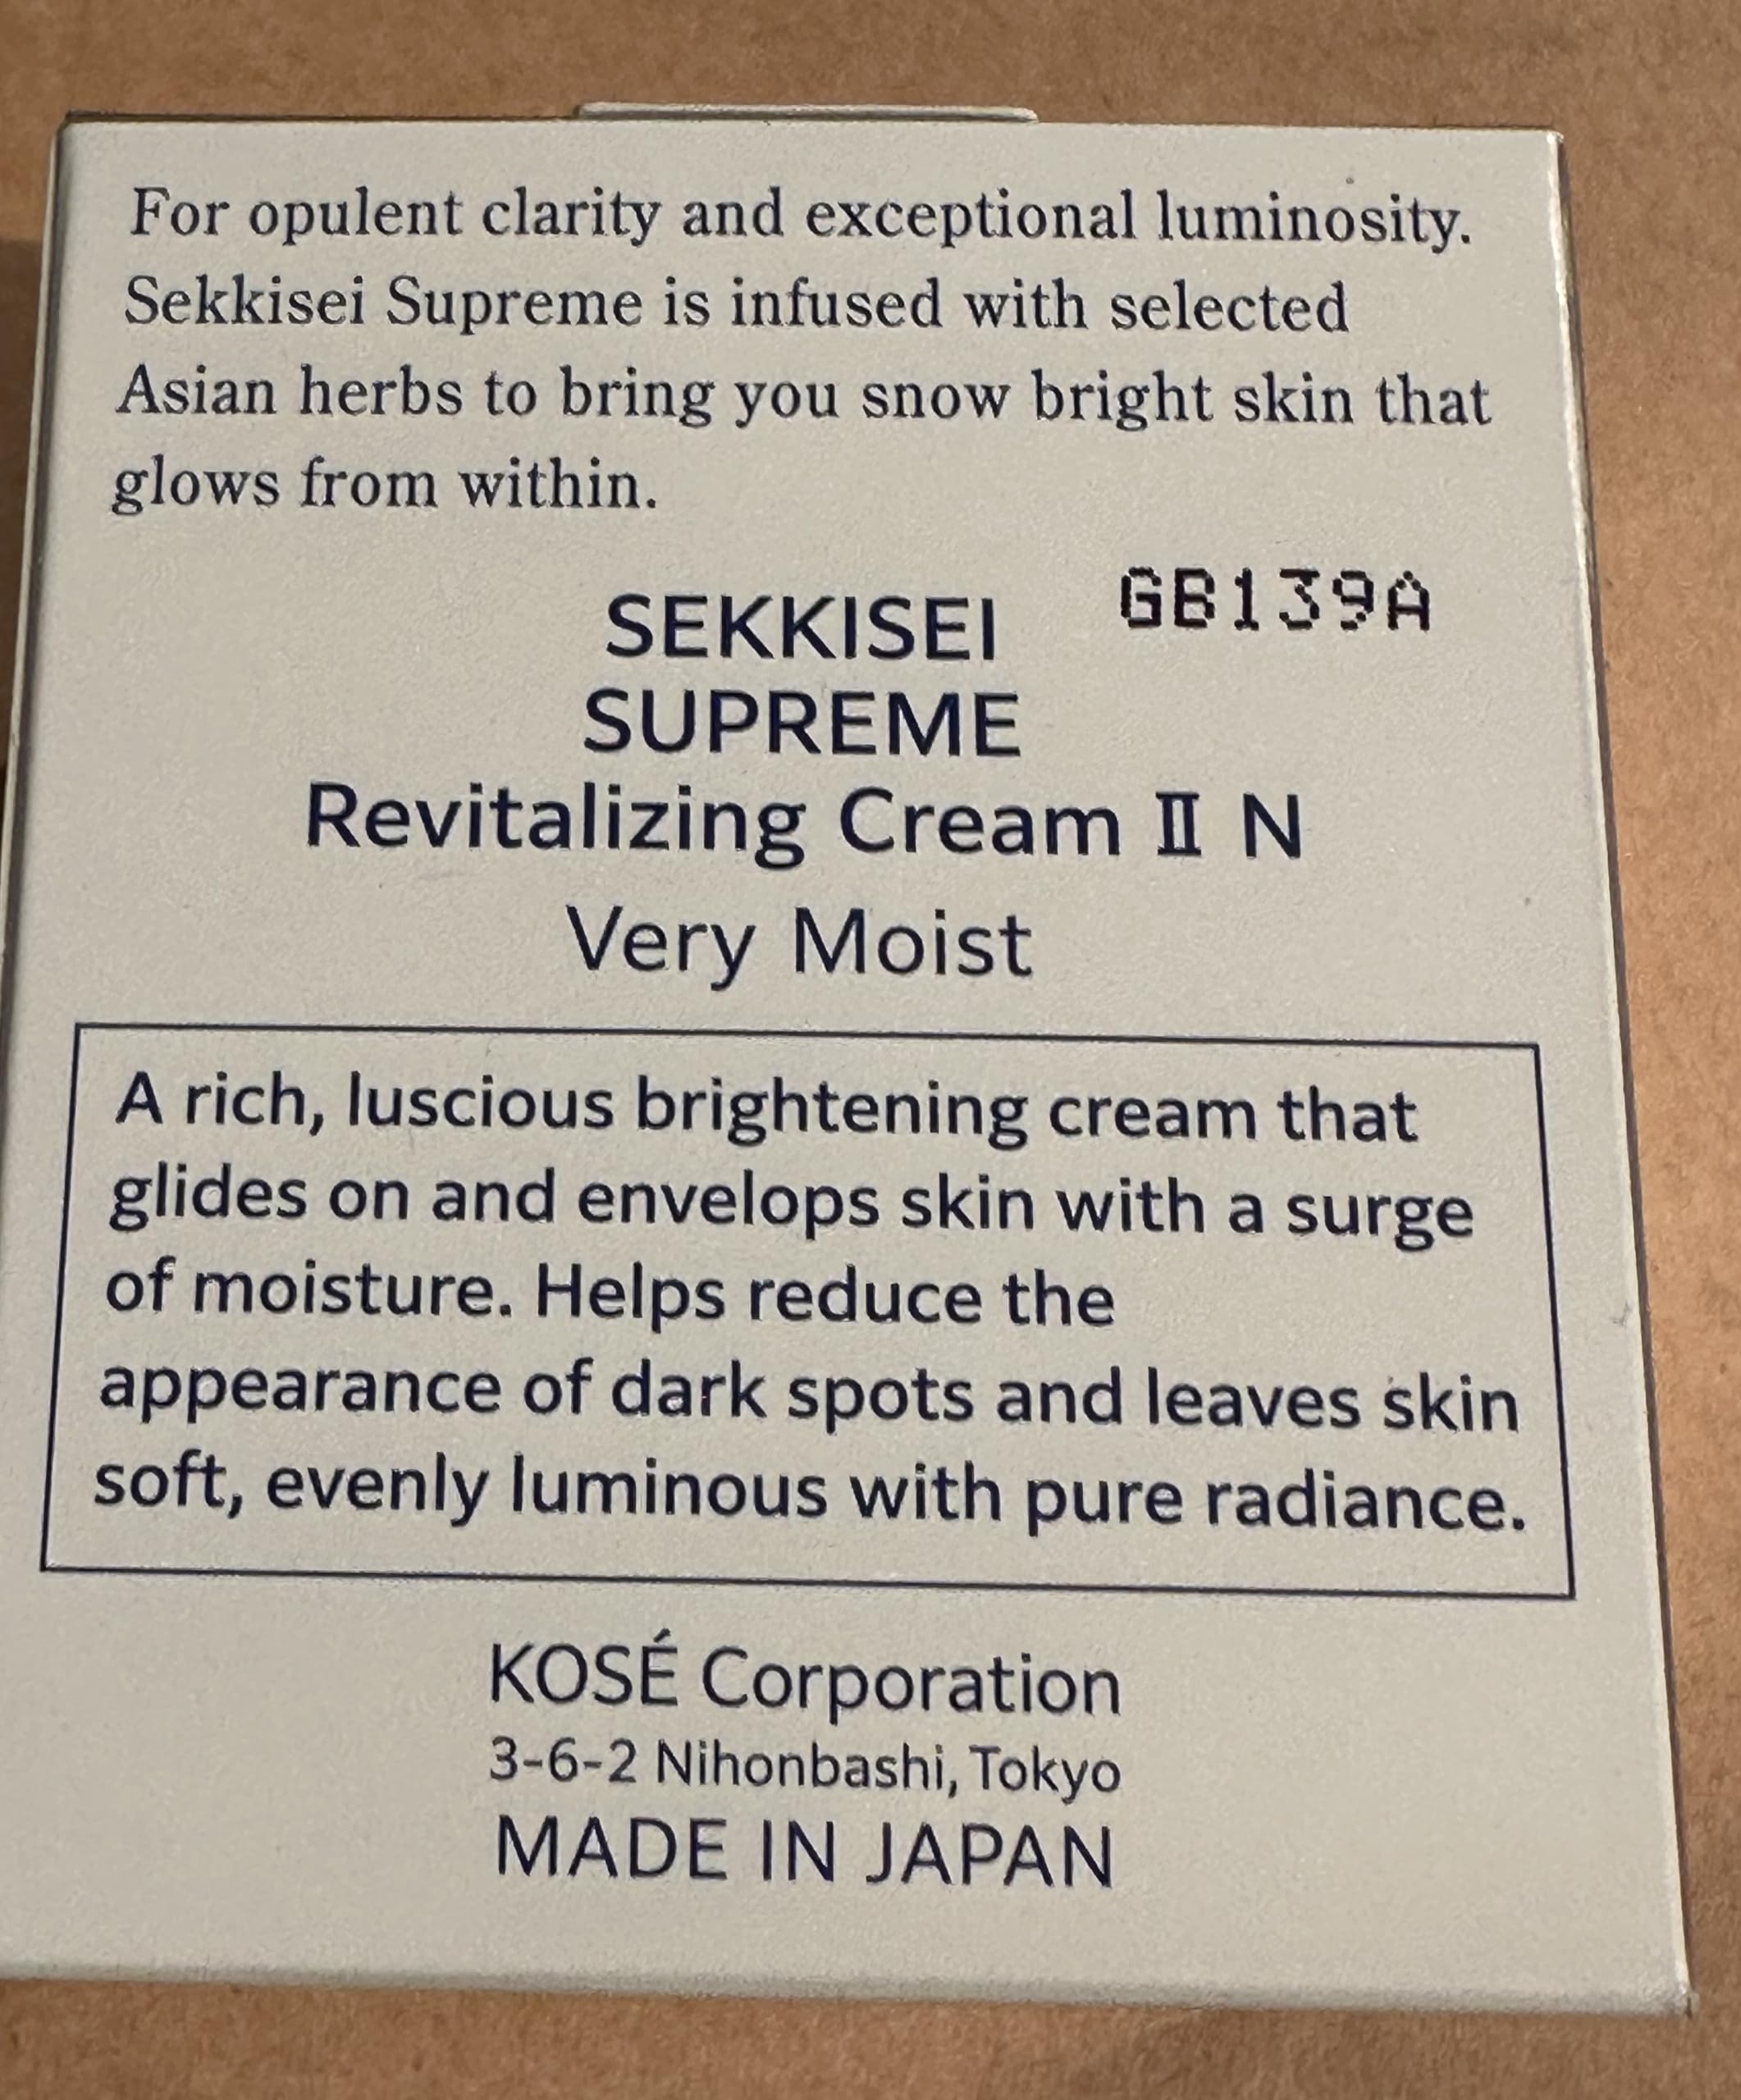 For opulent clarity and exceptional luminosity.
Sekkisei Supreme is infused with selected
Asian herbs to bring you snow bright skin that
glows from within.
GB139A
SEKKISEI
SUPREME
Revitalizing Cream Ⅱ N
Very Moist
A rich, luscious brightening cream that
glides on and envelops skin with a surge
of moisture. Helps reduce the
appearance of dark spots and leaves skin
soft, evenly luminous with pure radiance.
KOSÉ Corporation
3-6-2 Nihonbashi, Tokyo
MADE IN JAPAN